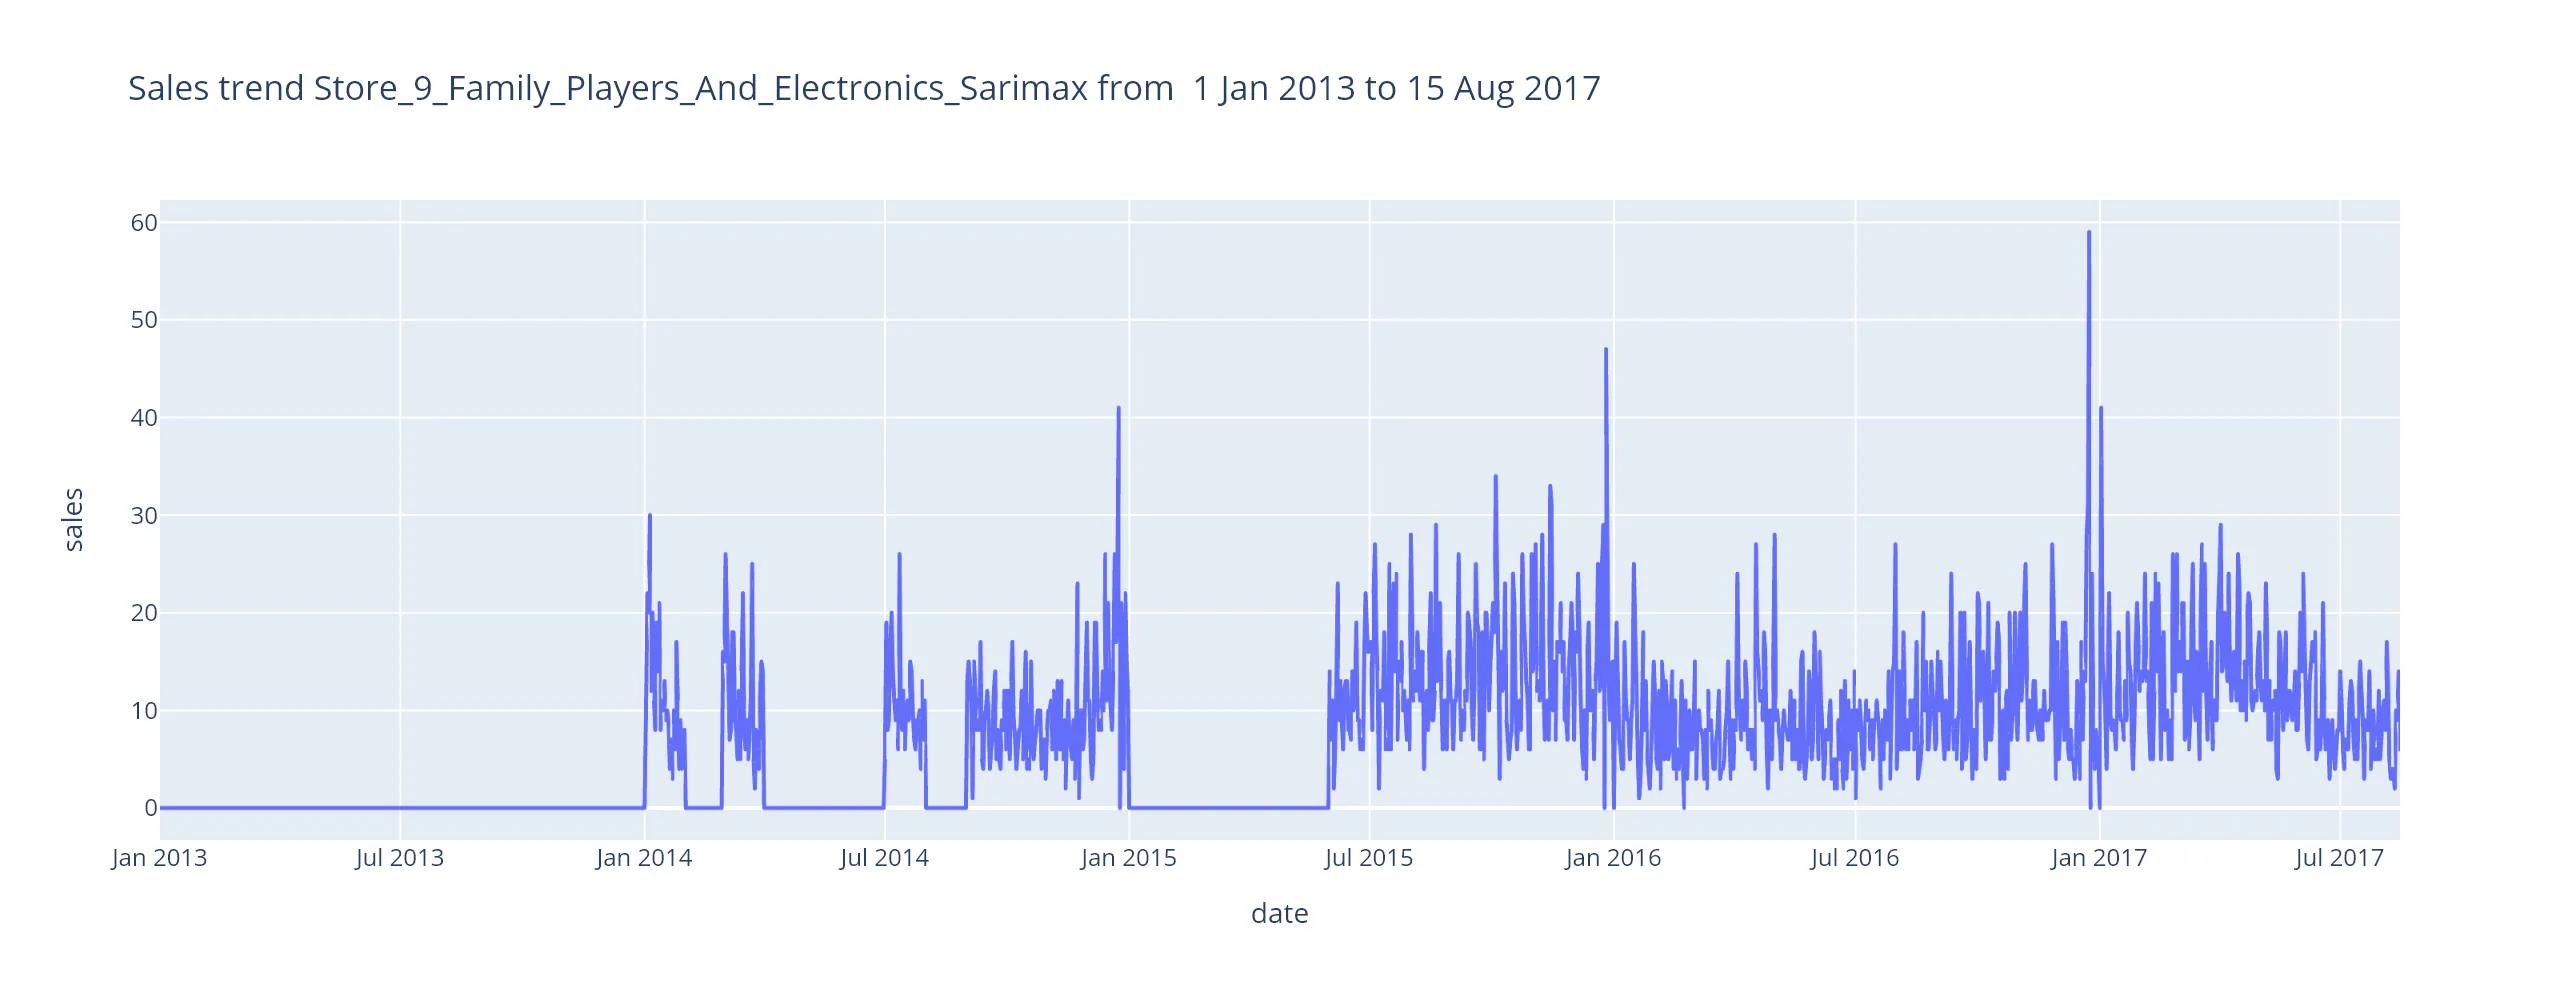 Sales trend Store_9_Family_Players_And_Electronics_Sarimax from  1 Jan 2013 to 15 Aug 2017
60
50
40
30
20
10
0
sales
Jan 2013
Jul 2013
Jan 2014
Jul 2014
Jan 2015
Jul 2015
Jan 2016
Jul 2016
Jan 2017
Jul 2017
date